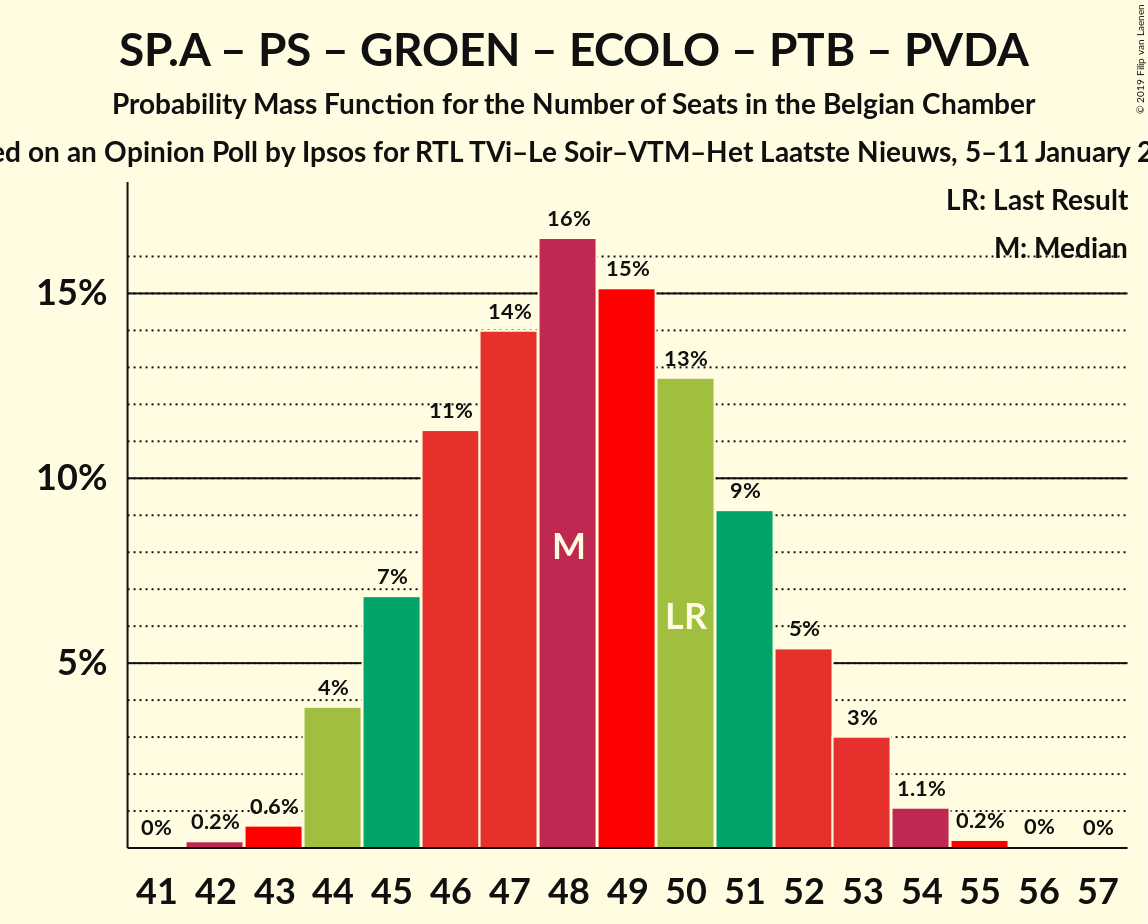 SP.A – PS – GROEN – ECOLO – PTB – PVDA
Probability Mass Function for the Number of Seats in the Belgian Chamber
on an Opinion Poll by Ipsos for RTL TVi–Le Soir–VTM–Het Laatste Nieuws, 5–11 January
© 2019 Filip van Laenen
LR: Last Result
M: Median
15%
10%
5%
0%
0.2%
0.6%
4%
7%
11%
14%
16%
15%
13%
9%
5%
3%
1.1%
0.2%
0%
0%
M
LR
41 42 43 44 45 46 47 48 49 50 51 52 53 54 55 56 57